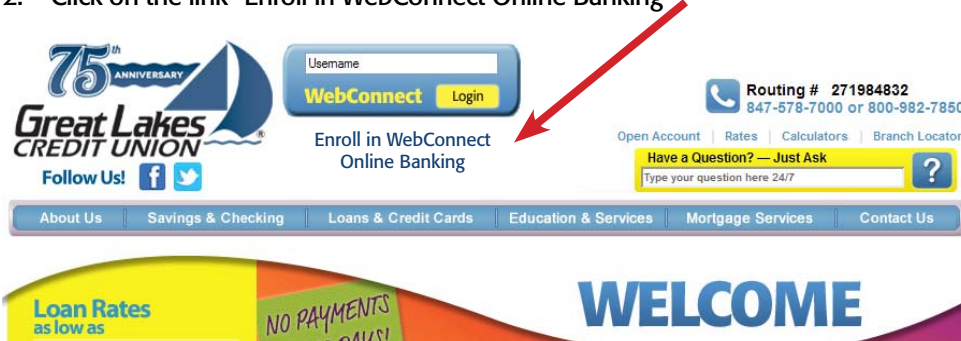 2. Click on the link "Enroll in WebConnect Online Banking
75th ANNIVERSARY
Great Lakes
CREDIT UNION
Follow Us!
Username
WebConnect Login
Enroll in WebConnect
Online Banking
Routing # 271984832
847-578-7000 or 800-982-7850
Open Account | Rates | Calculators | Branch Locator
Have a Question? — Just Ask
Type your question here 24/7
?
About Us Savings & Checking Loans & Credit Cards Education & Services Mortgage Services Contact Us
Loan Rates
as low as
NO PAYMENTS
WELCOME